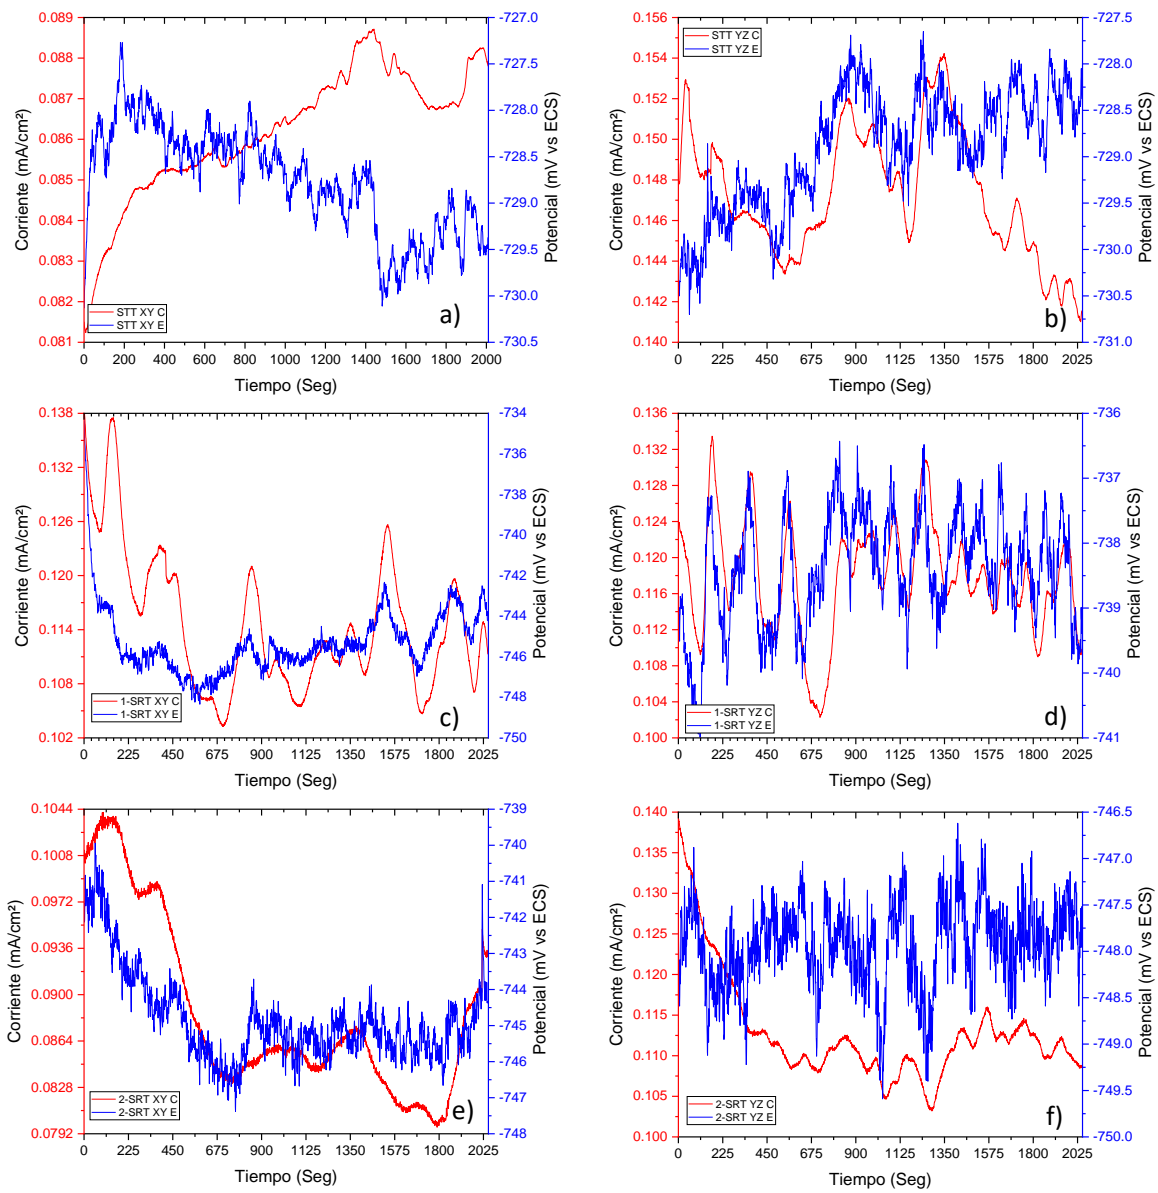 0.089
0.088
0.087
0.086
0.085
0.084
0.083
0.082
0.081
Corriente (mA/cm²)
-727.0
-727.5
-728.0
-728.5
-729.0
-729.5
-730.0
-730.5
Potencial (mV vs ECS)
STT XY C
STT XY E
a)
0 200 400 600 800 1000 1200 1400 1600 1800 2000
Tiempo (Seg)
0.156
0.154
0.152
0.150
0.148
0.146
0.144
0.142
0.140
Corriente (mA/cm²)
-727.5
-728.0
-728.5
-729.0
-729.5
-730.0
-730.5
-731.0
Potencial (mV vs ECS)
STT YZ C
STT YZ E
b)
0 225 450 675 900 1125 1350 1575 1800 2025
Tiempo (Seg)
0.138
0.132
0.126
0.120
0.114
0.108
0.102
Corriente (mA/cm²)
-734
-736
-738
-740
-742
-744
-746
-748
-750
Potencial (mV vs ECS)
1-SRT XY C
1-SRT XY E
c)
0 225 450 675 900 1125 1350 1575 1800 2025
Tiempo (Seg)
0.136
0.132
0.128
0.124
0.120
0.116
0.112
0.108
0.104
0.100
Corriente (mA/cm²)
-736
-737
-738
-739
-740
-741
Potencial (mV vs ECS)
1-SRT YZ C
1-SRT YZ E
d)
0 225 450 675 900 1125 1350 1575 1800 2025
Tiempo (Seg)
0.1044
0.1008
0.0972
0.0936
0.0900
0.0864
0.0828
0.0792
Corriente (mA/cm²)
-739
-740
-741
-742
-743
-744
-745
-746
-747
-748
Potencial (mV vs ECS)
2-SRT XY C
2-SRT XY E
e)
0 225 450 675 900 1125 1350 1575 1800 2025
Tiempo (Seg)
0.140
0.135
0.130
0.125
0.120
0.115
0.110
0.105
0.100
Corriente (mA/cm²)
-746.5
-747.0
-747.5
-748.0
-748.5
-749.0
-749.5
-750.0
Potencial (mV vs ECS)
2-SRT YZ C
2-SRT YZ E
f)
0 225 450 675 900 1125 1350 1575 1800 2025
Tiempo (Seg)